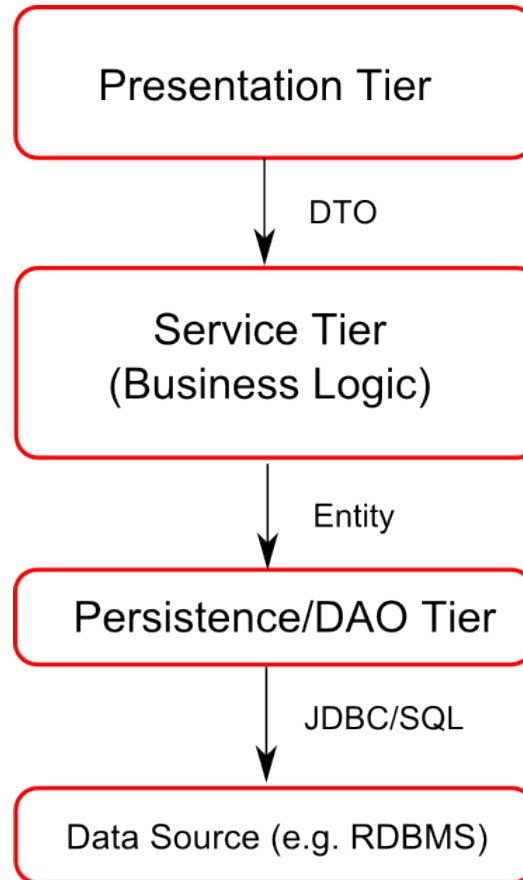 Presentation Tier
DTO
Service Tier
(Business Logic)
Entity
Persistence/DAO Tier
JDBC/SQL
Data Source (e.g. RDBMS)